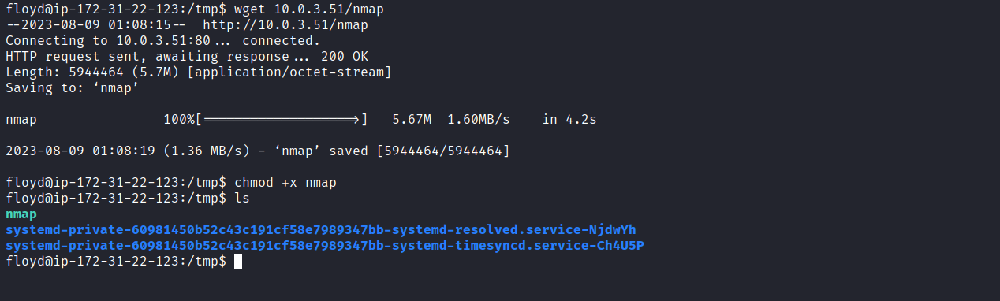 floyd@ip-172-31-22-123:/tmp$ wget 10.0.3.51/nmap
--2023-08-09 01:08:15-- http://10.0.3.51/nmap
Connecting to 10.0.3.51:80... connected.
HTTP request sent, awaiting response... 200 OK
Length: 5944464 (5.7M) [application/octet-stream]
Saving to: ‘nmap’
nmap 100%[===================>] 5.67M 1.60MB/s in 4.2s
2023-08-09 01:08:19 (1.36 MB/s) - ‘nmap’ saved [5944464/5944464]
floyd@ip-172-31-22-123:/tmp$ chmod +x nmap
floyd@ip-172-31-22-123:/tmp$ ls
nmap
systemd-private-60981450b52c43c191cf58e7989347bb-systemd-resolved.service-NjdwYh
systemd-private-60981450b52c43c191cf58e7989347bb-systemd-timesyncd.service-Ch4U5P
floyd@ip-172-31-22-123:/tmp$